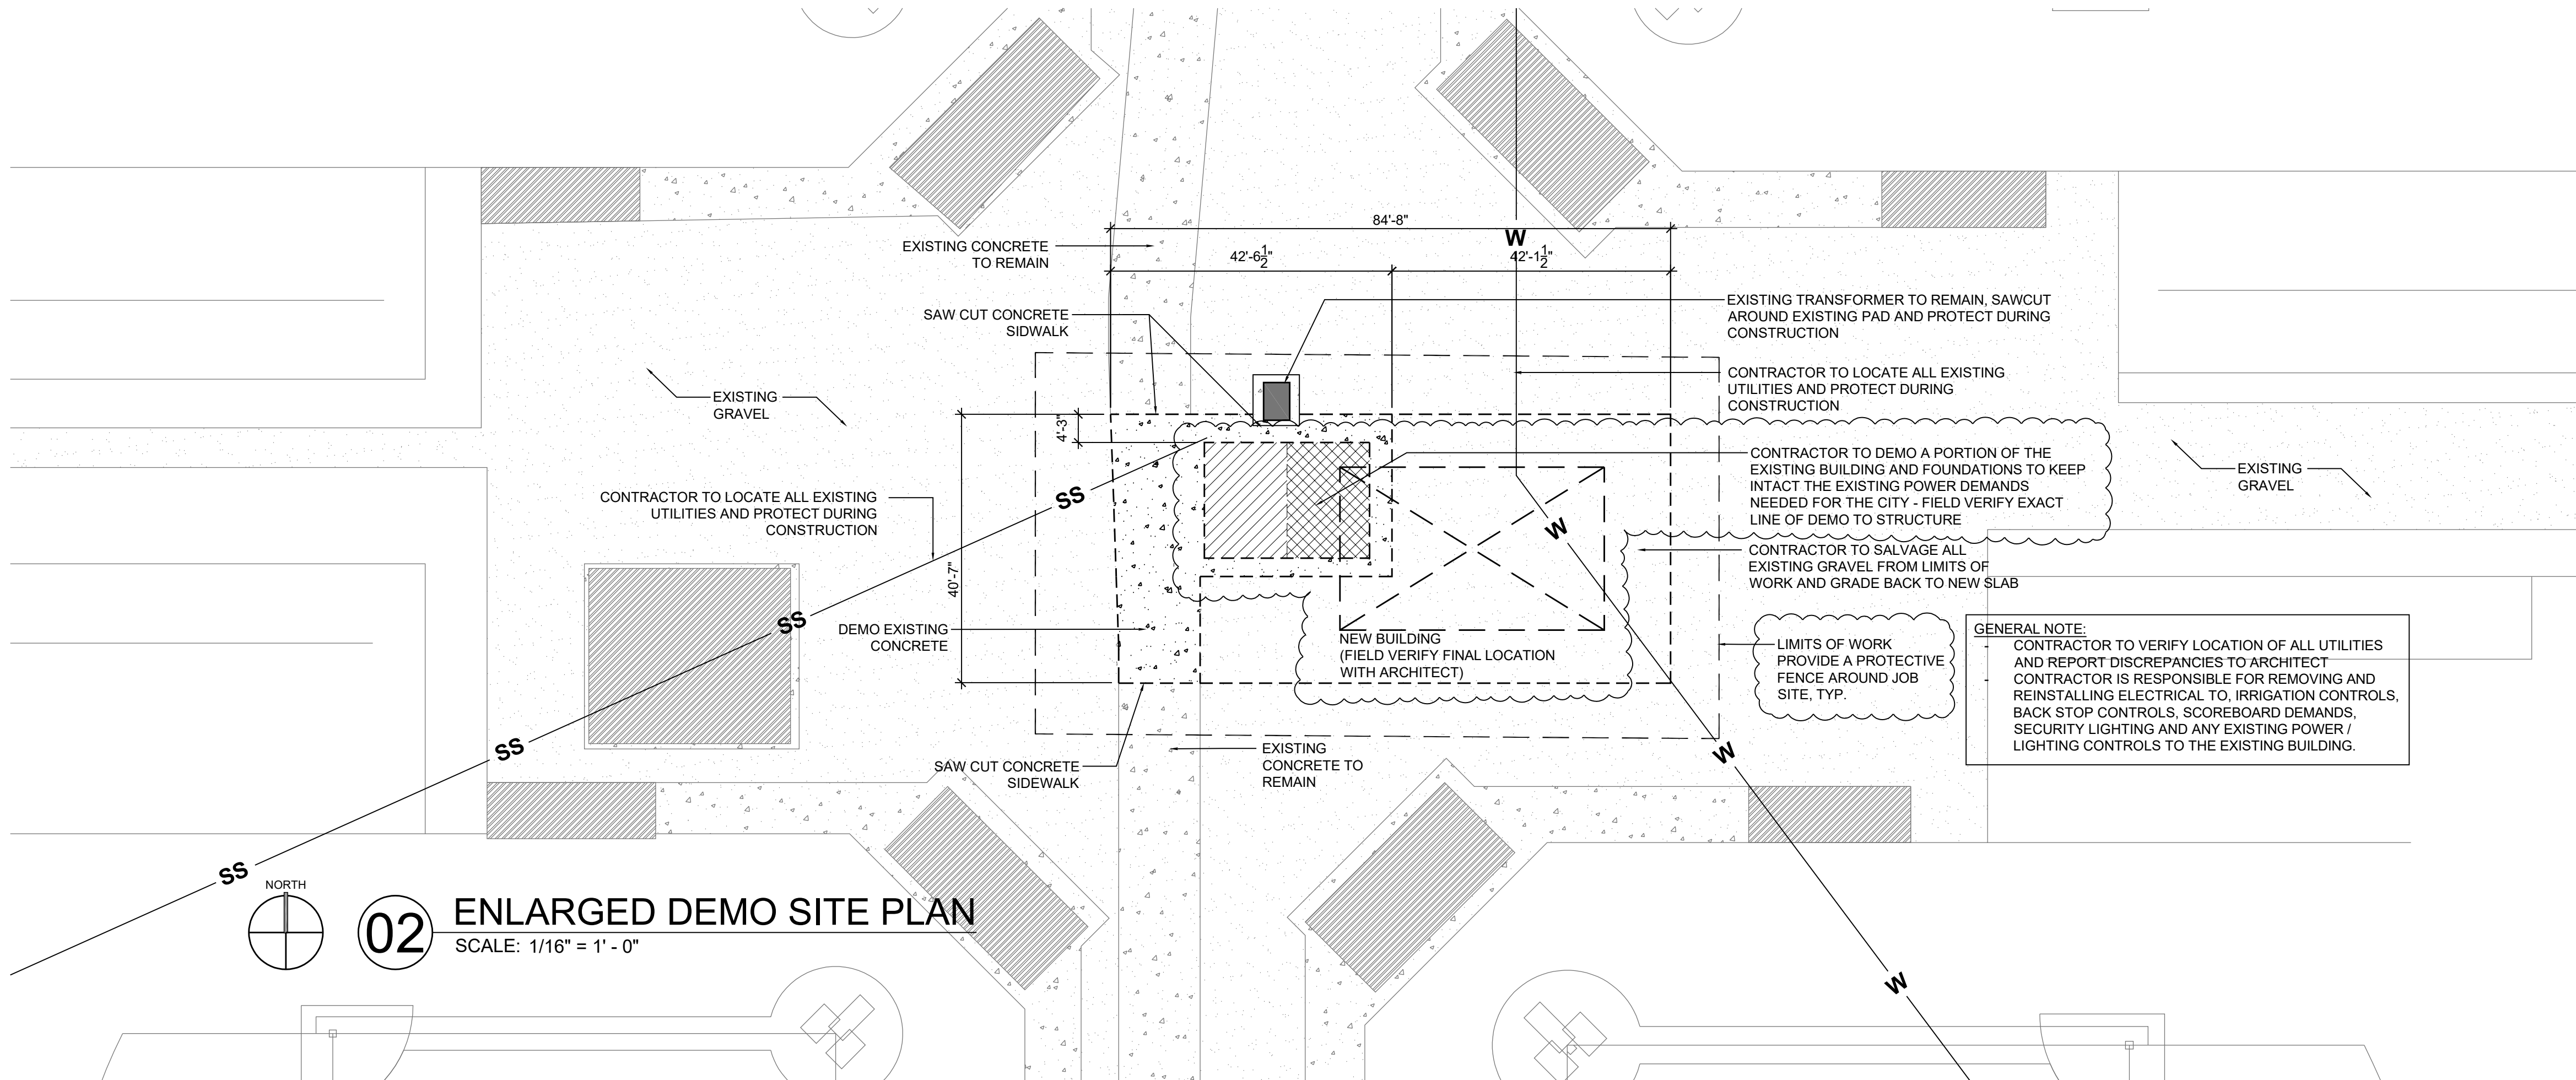 84'-8"
W
42'-6 1/2"
42'-1 1/2"
EXISTING CONCRETE
TO REMAIN
SAW CUT CONCRETE
SIDWALK
EXISTING TRANSFORMER TO REMAIN, SAWCUT
AROUND EXISTING PAD AND PROTECT DURING
CONSTRUCTION
CONTRACTOR TO LOCATE ALL EXISTING
UTILITIES AND PROTECT DURING
CONSTRUCTION
EXISTING
GRAVEL
4'-3"
CONTRACTOR TO DEMO A PORTION OF THE
EXISTING BUILDING AND FOUNDATIONS TO KEEP
INTACT THE EXISTING POWER DEMANDS
NEEDED FOR THE CITY - FIELD VERIFY EXACT
LINE OF DEMO TO STRUCTURE
EXISTING
GRAVEL
SS
CONTRACTOR TO LOCATE ALL EXISTING
UTILITIES AND PROTECT DURING
CONSTRUCTION
W
CONTRACTOR TO SALVAGE ALL
EXISTING GRAVEL FROM LIMITS OF
WORK AND GRADE BACK TO NEW SLAB
40'-7"
SS
DEMO EXISTING
CONCRETE
NEW BUILDING
(FIELD VERIFY FINAL LOCATION
WITH ARCHITECT)
LIMITS OF WORK
PROVIDE A PROTECTIVE
FENCE AROUND JOB
SITE, TYP.
GENERAL NOTE:
- CONTRACTOR TO VERIFY LOCATION OF ALL UTILITIES
AND REPORT DISCREPANCIES TO ARCHITECT
- CONTRACTOR IS RESPONSIBLE FOR REMOVING AND
REINSTALLING ELECTRICAL TO, IRRIGATION CONTROLS,
BACK STOP CONTROLS, SCOREBOARD DEMANDS,
SECURITY LIGHTING AND ANY EXISTING POWER /
LIGHTING CONTROLS TO THE EXISTING BUILDING.
SS
SAW CUT CONCRETE
SIDEWALK
EXISTING
CONCRETE TO
REMAIN
W
SS
NORTH
02
ENLARGED DEMO SITE PLAN
SCALE: 1/16" = 1' - 0"
W